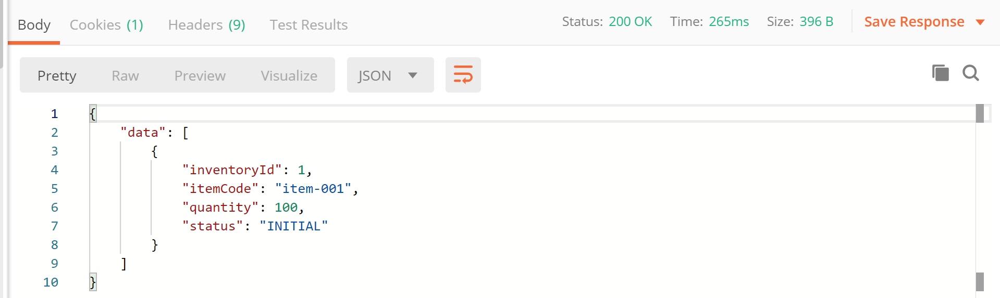 Body Cookies (1) Headers (9) Test Results Status: 200 OK Time: 265ms Size: 396 B Save Response
Pretty Raw Preview Visualize JSON
1 {
2 "data": [
3 {
4 "inventoryId": 1,
5 "itemCode": "item-001",
6 "quantity": 100,
7 "status": "INITIAL"
8 }
9 ]
10 }